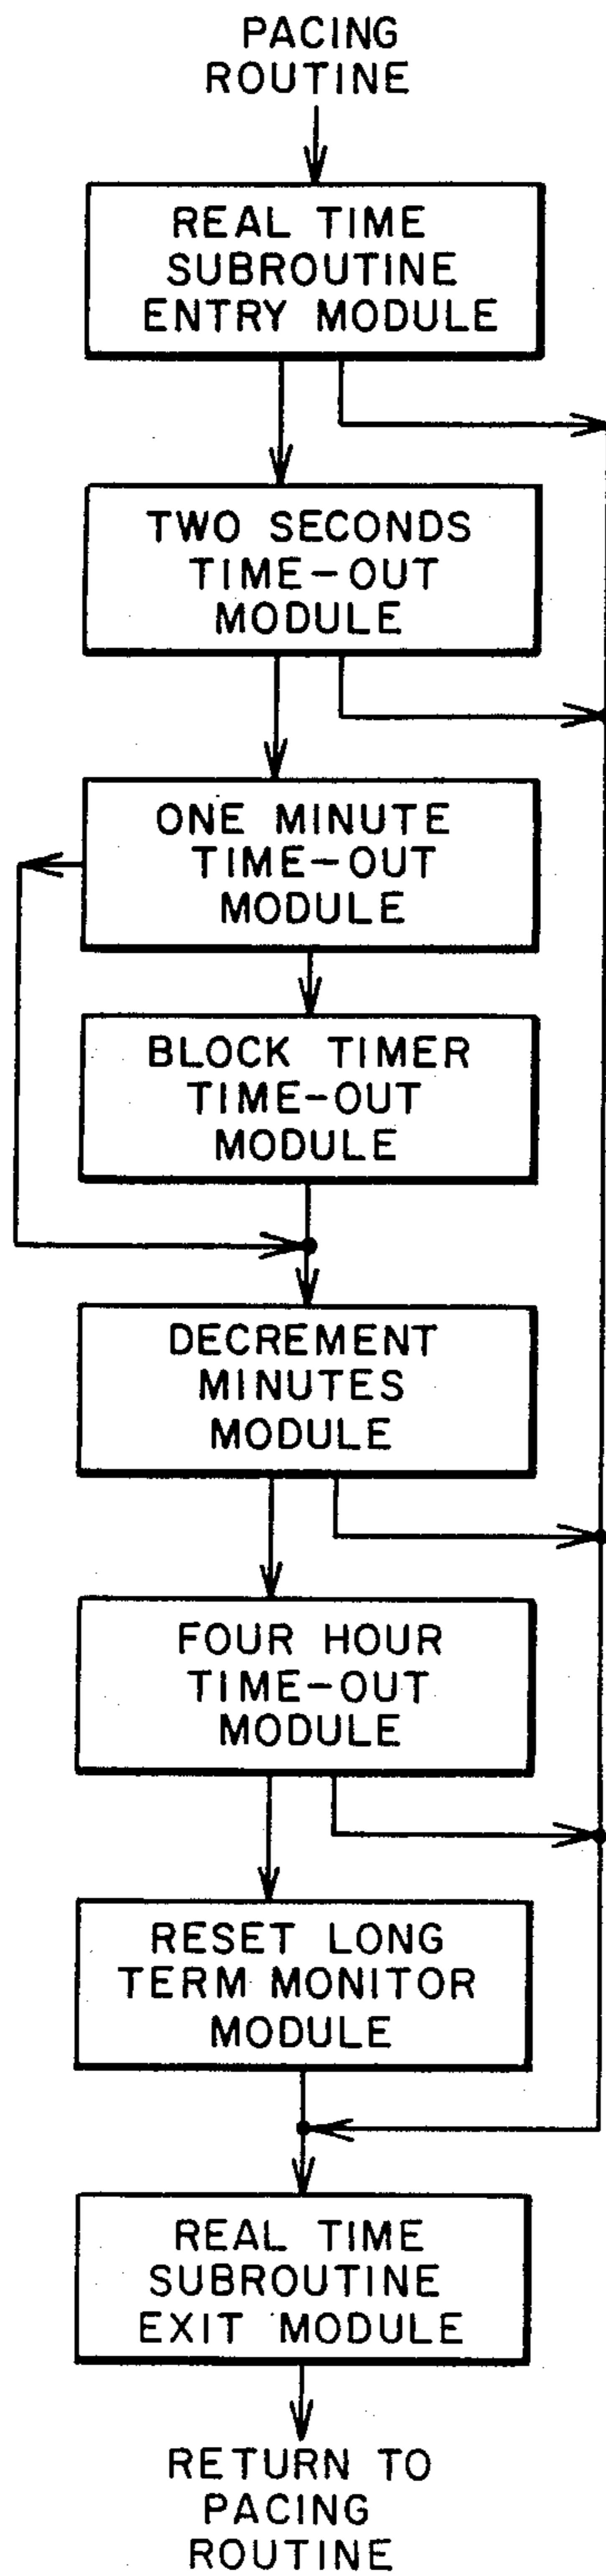 PACING
ROUTINE
REAL TIME
SUBROUTINE
ENTRY MODULE
TWO SECONDS
TIME-OUT
MODULE
ONE MINUTE
TIME-OUT
MODULE
BLOCK TIMER
TIME-OUT
MODULE
DECREMENT
MINUTES
MODULE
FOUR HOUR
TIME-OUT
MODULE
RESET LONG
TERM MONITOR
MODULE
REAL TIME
SUBROUTINE
EXIT MODULE
RETURN TO
PACING
ROUTINE